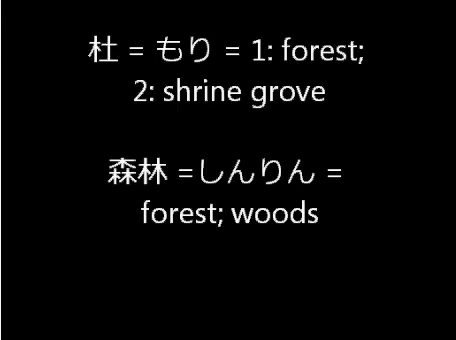 杜 = もり = 1: forest;
2: shrine grove
森林 =しんりん =
forest; woods